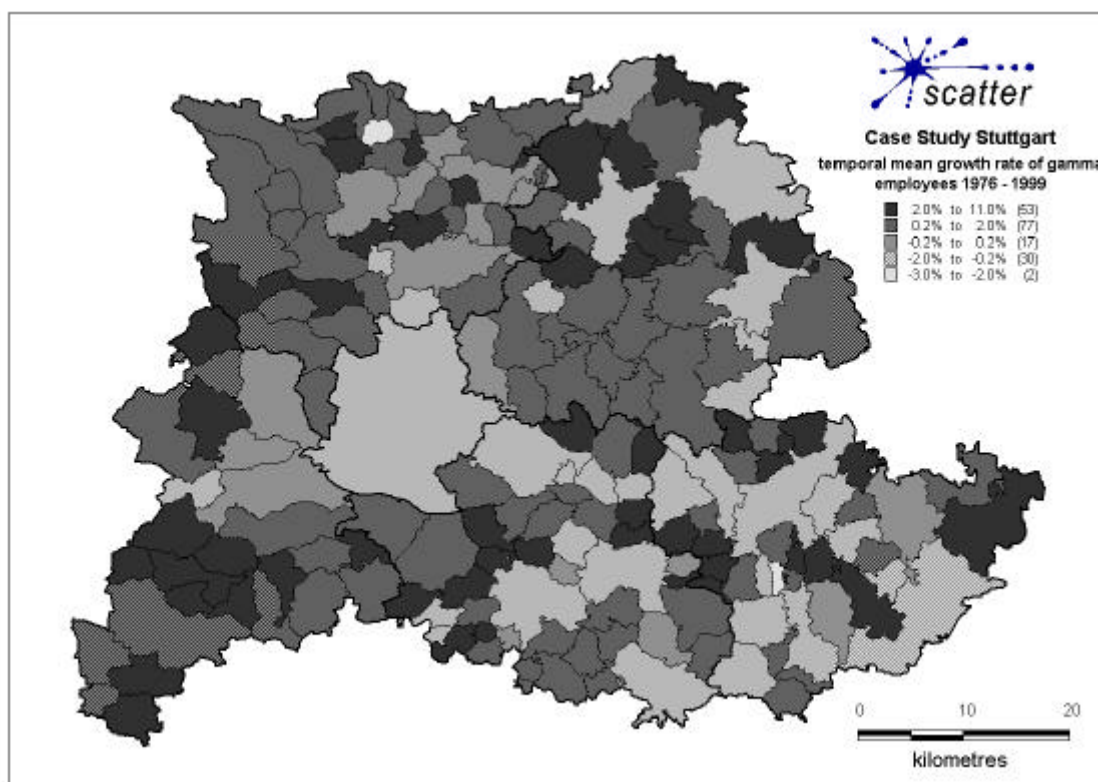 scatter
Case Study Stuttgart
temporal mean growth rate of gamma
employees 1976 - 1999
2.0% to 11.0% (53)
0.2% to 2.0% (77)
-0.2% to 0.2% (17)
-2.0% to -0.2% (30)
-3.0% to -2.0% (2)
0 10 20
kilometres